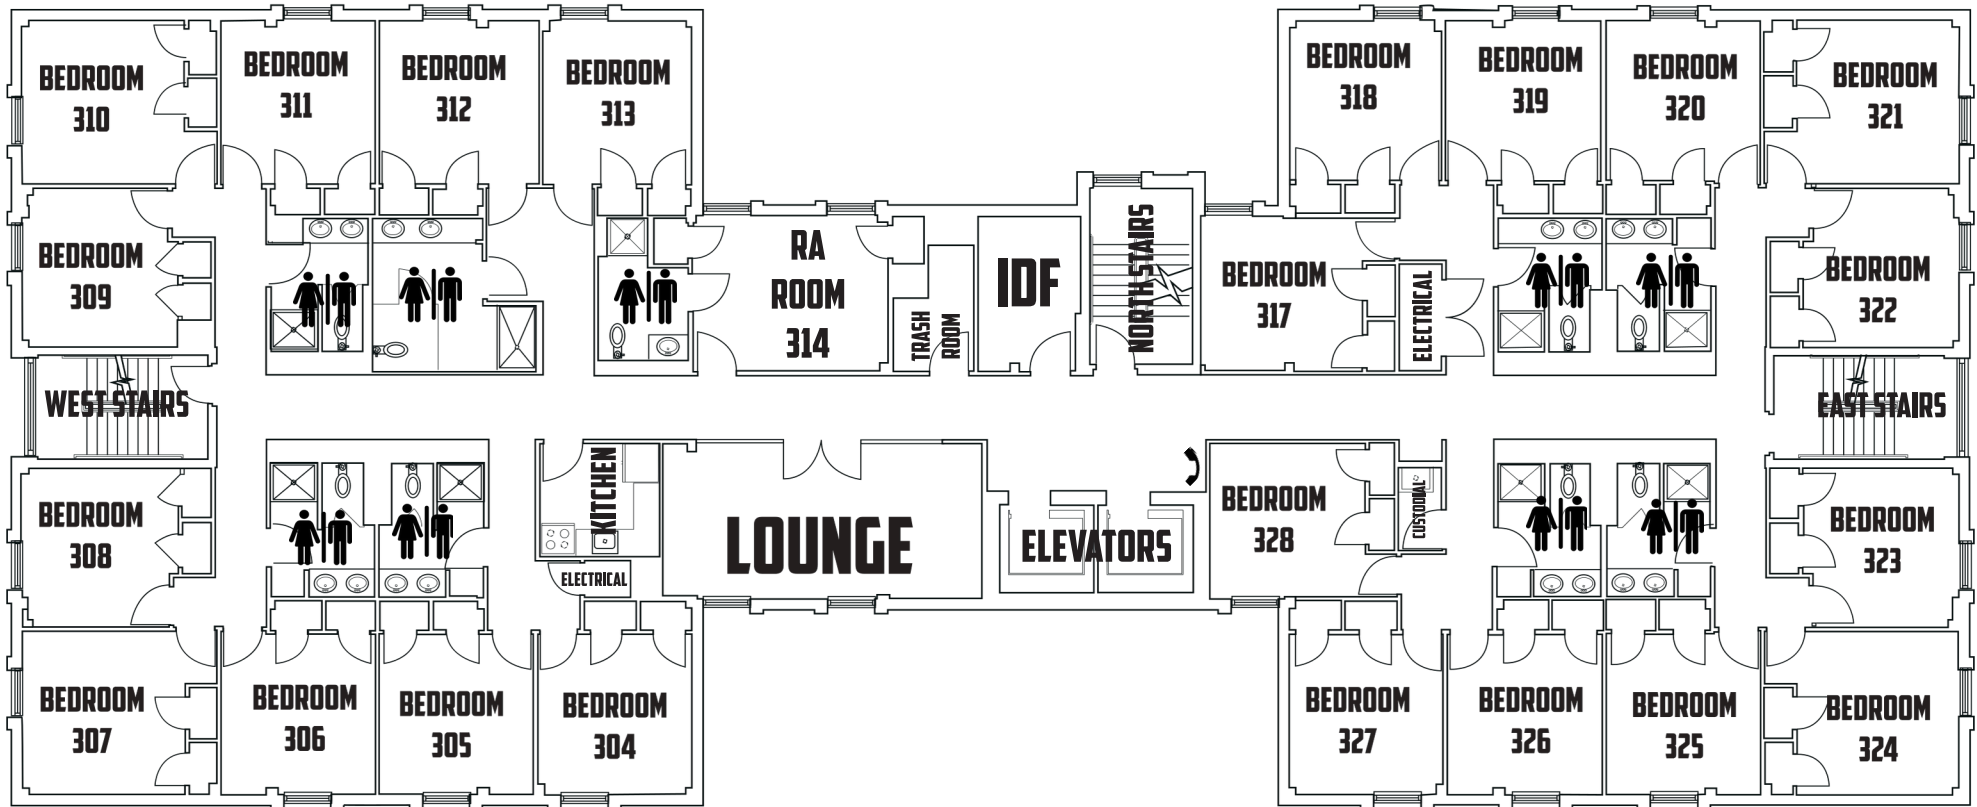 BEDROOM
310
BEDROOM
311
BEDROOM
312
BEDROOM
313
BEDROOM
318
BEDROOM
319
BEDROOM
320
BEDROOM
321
BEDROOM
309
RA
ROOM
314
TRASH
ROOM
IDF
NORTH STAIRS
BEDROOM
317
ELECTRICAL
BEDROOM
322
WEST STAIRS
EAST STAIRS
BEDROOM
308
KITCHEN
ELECTRICAL
LOUNGE
ELEVATORS
BEDROOM
328
CUSTODIAL
BEDROOM
323
BEDROOM
307
BEDROOM
306
BEDROOM
305
BEDROOM
304
BEDROOM
327
BEDROOM
326
BEDROOM
325
BEDROOM
324